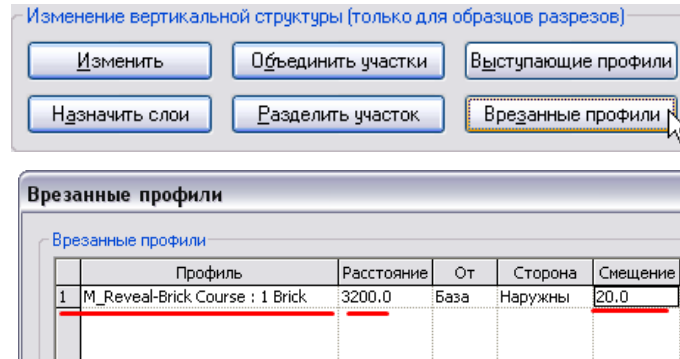 Изменение вертикальной структуры (только для образцов разрезов)
Изменить Объединить участки Выступающие профили
Назначить слои Разделить участок Врезанные профили
Врезанные профили
Врезанные профили
Профиль Расстояние От Сторона Смещение
1 M_Reveal-Brick Course : 1 Brick 3200.0 База Наружны 20.0